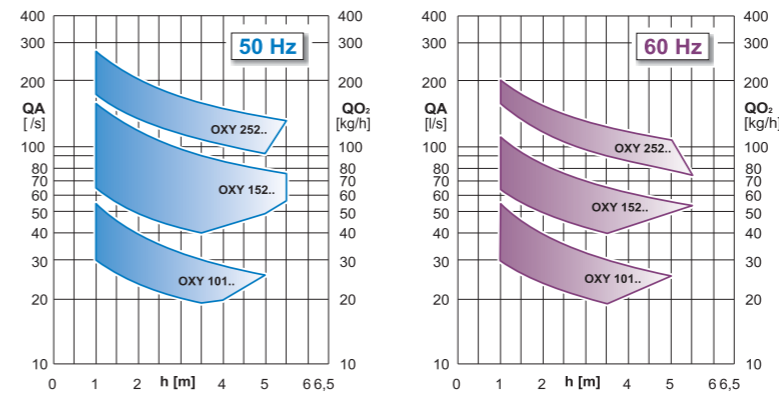 400 400
300 300
50 Hz
200 200
QA QO₂
[ /s] [kg/h]
OXY 252..
100 100
80 80
70 70
OXY 152..
60 60
50 50
40 40
30 30
OXY 101..
20 20
10 10
0 1 2 h [m] 4 5 6 6,5
400 400
300 300
60 Hz
200 200
QA QO₂
[l/s] [kg/h]
100 100
OXY 252..
80 80
70 70
60 60
OXY 152..
50 50
40 40
30 30
OXY 101..
20 20
10 10
0 1 2 h [m] 4 5 6 6,5